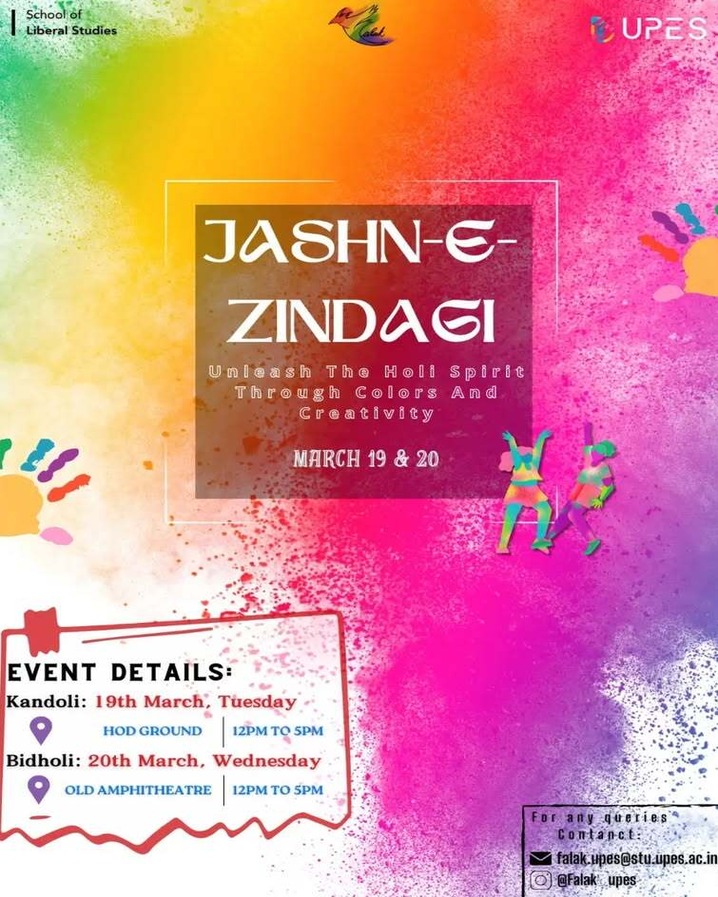 School of
Liberal Studies
Falak
UPES
JASHN-E-
ZINDAGI
Unleash The Holi Spirit
Through Colors And
Creativity
MARCH 19 & 20
EVENT DETAILS:
Kandoli: 19th March, Tuesday
HOD GROUND | 12PM TO 5PM
Bidholi: 20th March, Wednesday
OLD AMPHITHEATRE | 12PM TO 5PM
For any queries
Contanct:
falak.upes@stu.upes.ac.in
@Falak_upes